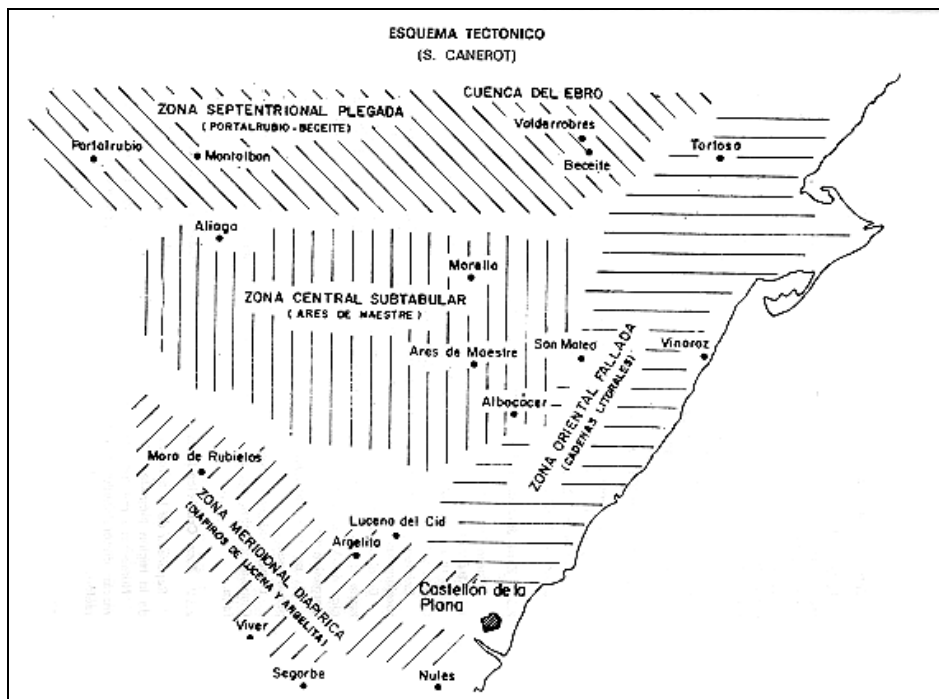 ESQUEMA TECTONICO
(S. CANEROT)
CUENCA DEL EBRO
ZONA SEPTENTRIONAL PLEGADA
(PORTALRUBIO-BECEITE)
Valderrobres
Portalrubio
Montalban
Beceite
Tortosa
Aliaga
Morella
ZONA CENTRAL SUBTABULAR
(ARES DE MAESTRE)
Ares de Maestre
San Mateo
Vinaroz
Albocácer
ZONA ORIENTAL FALLADA
(CADENAS LITORALES)
Mora de Rubielos
ZONA MERIDIONAL DIAPIRICA
(DIAPIROS DE LUCENA Y ARGELITA)
Lucena del Cid
Argelita
Castellón de la
Plana
Viver
Segorbe
Nules